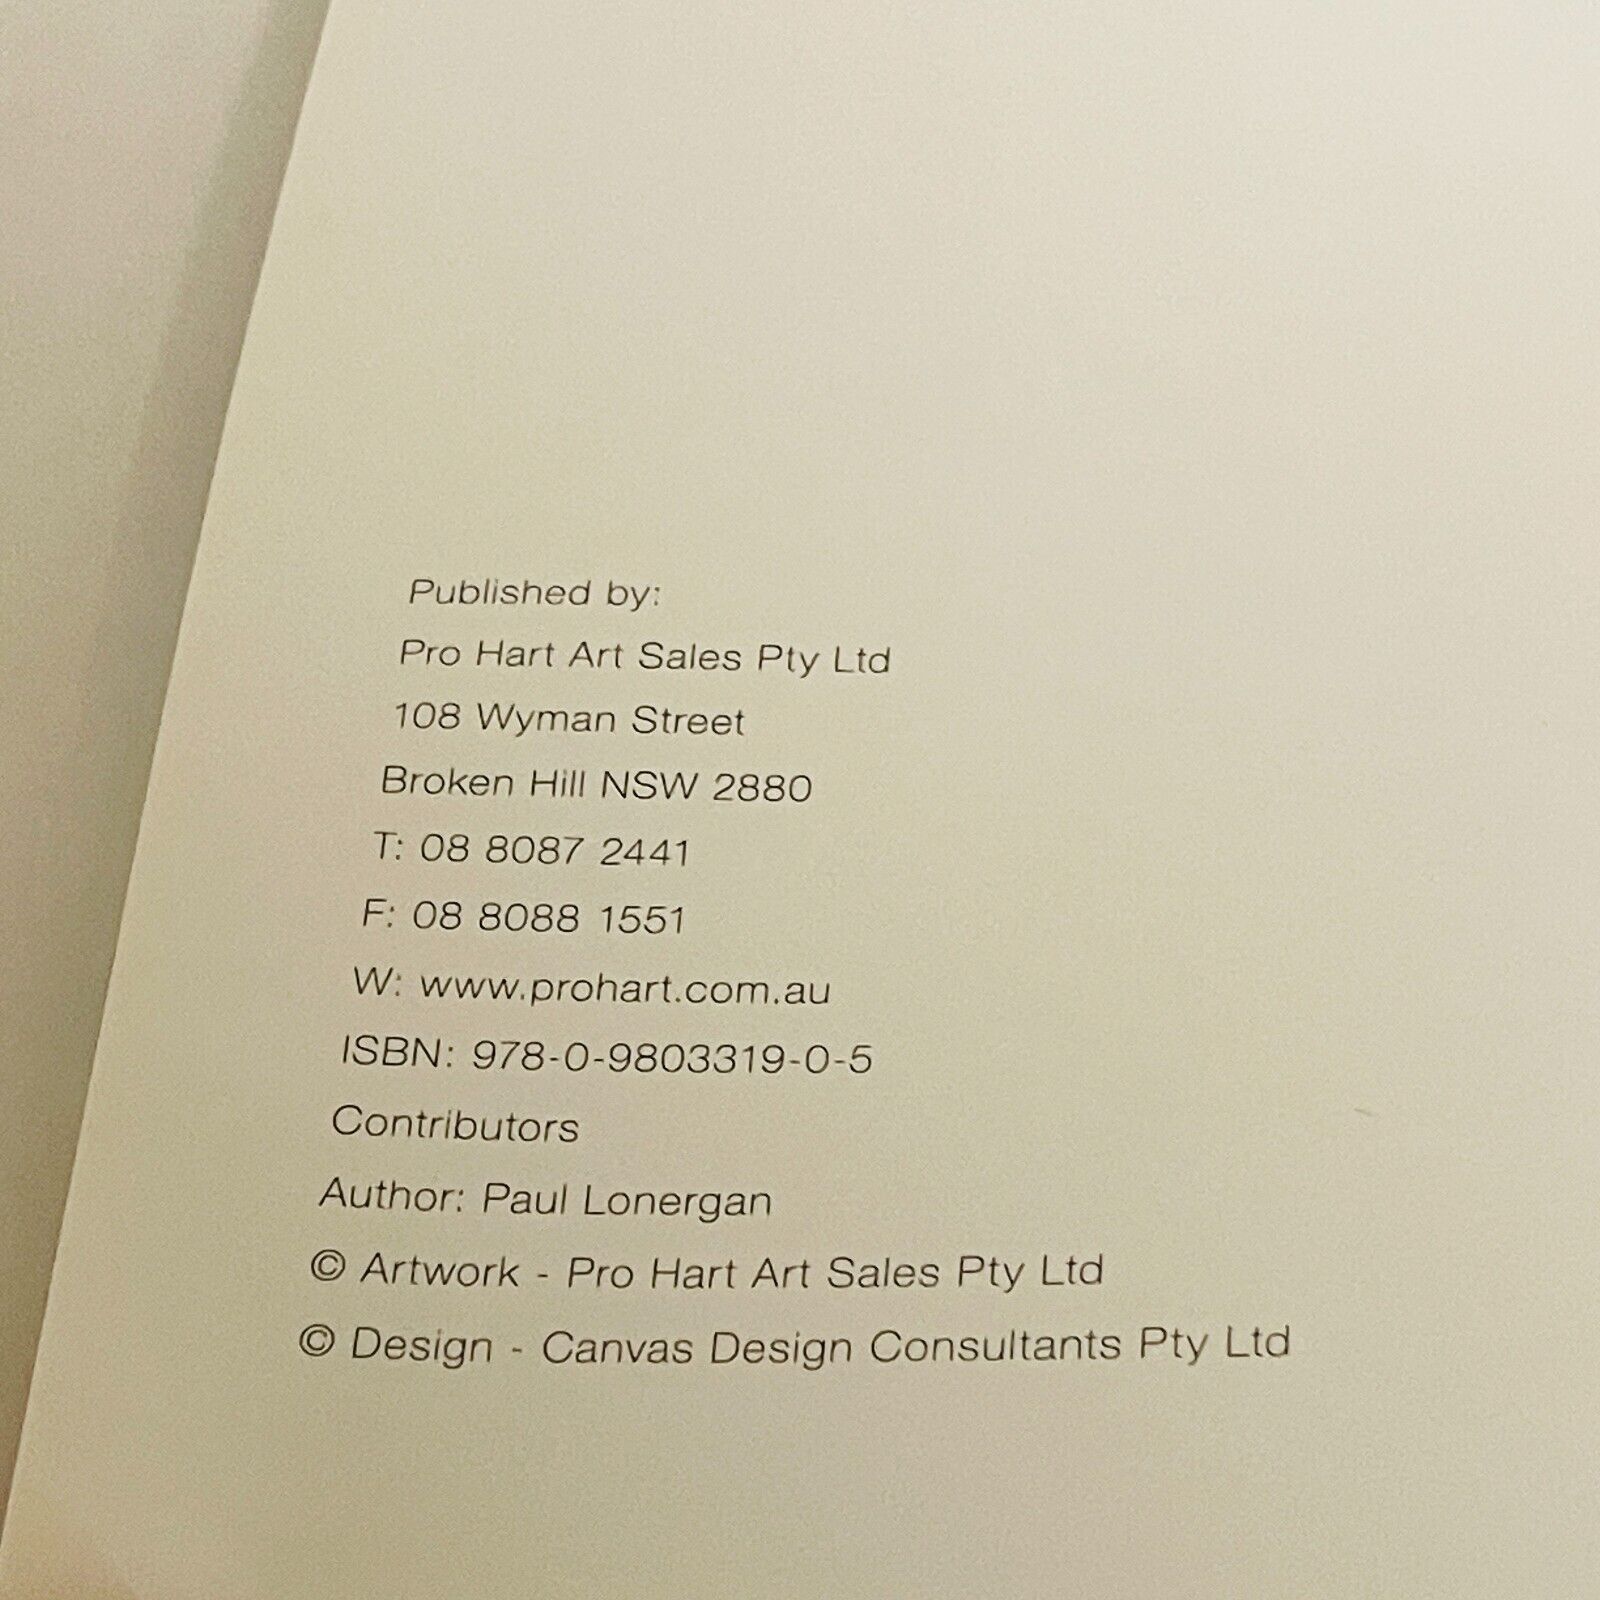 Published by:
Pro Hart Art Sales Pty Ltd
108 Wyman Street
Broken Hill NSW 2880
T: 08 8087 2441
F: 08 8088 1551
W: www.prohart.com.au
ISBN: 978-0-9803319-0-5
Contributors
Author: Paul Lonergan
© Artwork - Pro Hart Art Sales Pty Ltd
© Design - Canvas Design Consultants Pty Ltd